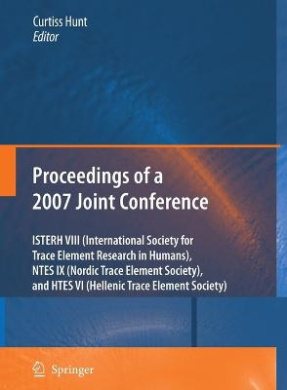 Curtiss Hunt
Editor
Proceedings of a
2007 Joint Conference
ISTERH VIII (International Society for
Trace Element Research in Humans),
NTES IX (Nordic Trace Element Society),
and HTES VI (Hellenic Trace Element Society)
Springer